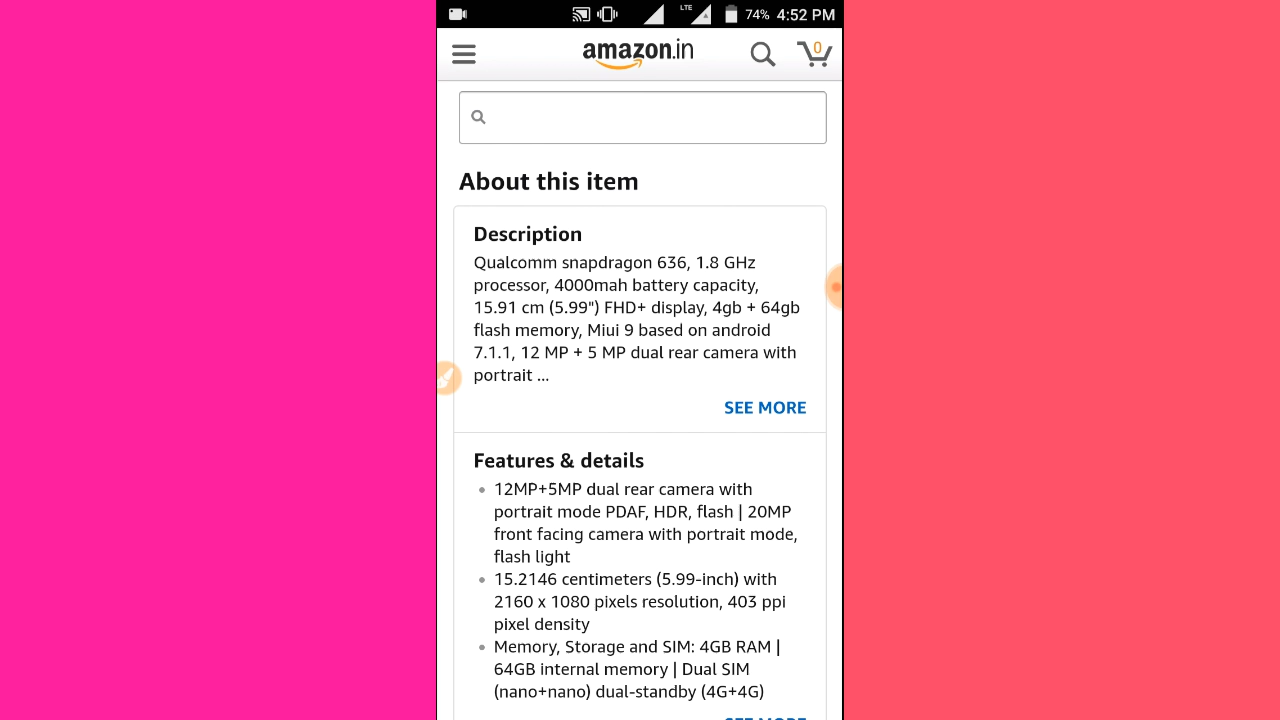 LTE 74% 4:52 PM
amazon.in 0
About this item
Description
Qualcomm snapdragon 636, 1.8 GHz
processor, 4000mah battery capacity,
15.91 cm (5.99") FHD+ display, 4gb + 64gb
flash memory, Miui 9 based on android
7.1.1, 12 MP + 5 MP dual rear camera with
portrait ...
SEE MORE
Features & details
• 12MP+5MP dual rear camera with
portrait mode PDAF, HDR, flash | 20MP
front facing camera with portrait mode,
flash light
• 15.2146 centimeters (5.99-inch) with
2160 x 1080 pixels resolution, 403 ppi
pixel density
• Memory, Storage and SIM: 4GB RAM |
64GB internal memory | Dual SIM
(nano+nano) dual-standby (4G+4G)
SEE MORE